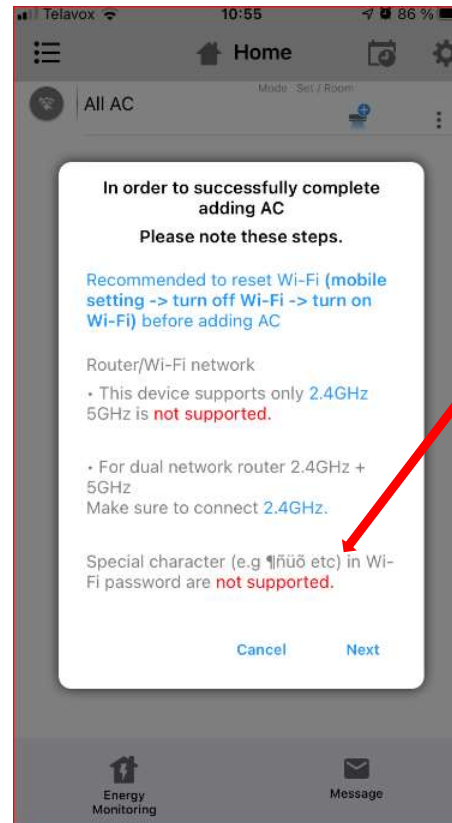 Telavox 10:55 86 %
Home
Mode : Set / Room
All AC
In order to successfully complete
adding AC
Please note these steps.
Recommended to reset Wi-Fi (mobile
setting -> turn off Wi-Fi -> turn on
Wi-Fi) before adding AC
Router/Wi-Fi network
• This device supports only 2.4GHz
5GHz is not supported.
• For dual network router 2.4GHz +
5GHz
Make sure to connect 2.4GHz.
Special character (e.g ¶ñüõ etc) in Wi-
Fi password are not supported.
Cancel Next
Energy
Monitoring
Message